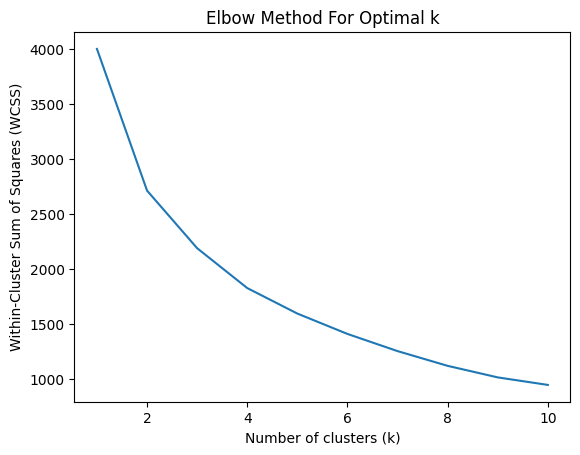 Elbow Method For Optimal k
Within-Cluster Sum of Squares (WCSS)
4000
3500
3000
2500
2000
1500
1000
2 4 6 8 10
Number of clusters (k)